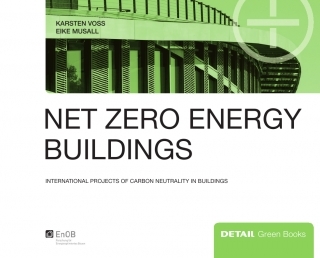 KARSTEN VOSS
EIKE MUSALL
NET ZERO ENERGY
BUILDINGS
INTERNATIONAL PROJECTS OF CARBON NEUTRALITY IN BUILDINGS
EnOB
DETAIL Green Books